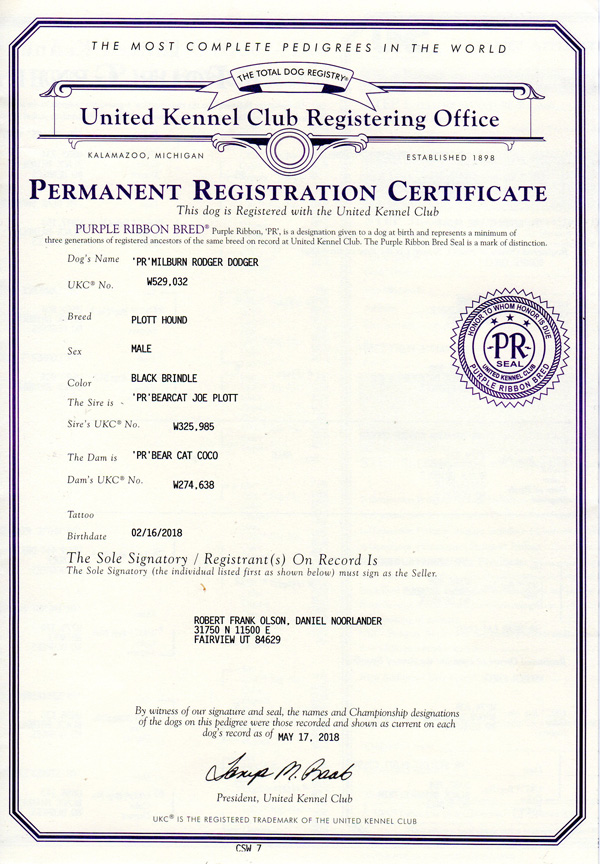 THE MOST COMPLETE PEDIGREES IN THE WORLD
THE TOTAL DOG REGISTRY®
United Kennel Club Registering Office
KALAMAZOO, MICHIGAN ESTABLISHED 1898
PERMANENT REGISTRATION CERTIFICATE
This dog is Registered with the United Kennel Club
PURPLE RIBBON BRED® Purple Ribbon, 'PR', is a designation given to a dog at birth and represents a minimum of
three generations of registered ancestors of the same breed on record at United Kennel Club. The Purple Ribbon Bred Seal is a mark of distinction.
Dog's Name 'PR'MILBURN RODGER DODGER
UKC® No. W529,032
Breed PLOTT HOUND
Sex MALE
Color BLACK BRINDLE
The Sire is 'PR'BEARCAT JOE PLOTT
Sire's UKC® No. W325,985
The Dam is 'PR'BEAR CAT COCO
Dam's UKC® No. W274,638
Tattoo
Birthdate 02/16/2018
HONOR TO WHOM HONOR IS DUE
PR
SEAL
UNITED KENNEL CLUB
PURPLE RIBBON BRED
The Sole Signatory / Registrant(s) On Record Is
The Sole Signatory (the individual listed first as shown below) must sign as the Seller.
ROBERT FRANK OLSON, DANIEL NOORLANDER
31750 N 11500 E
FAIRVIEW UT 84629
By witness of our signature and seal, the names and Championship designations
of the dogs on this pedigree were those recorded and shown as current on each
dog's record as of MAY 17, 2018
President, United Kennel Club
UKC® IS THE REGISTERED TRADEMARK OF THE UNITED KENNEL CLUB
CSW 7